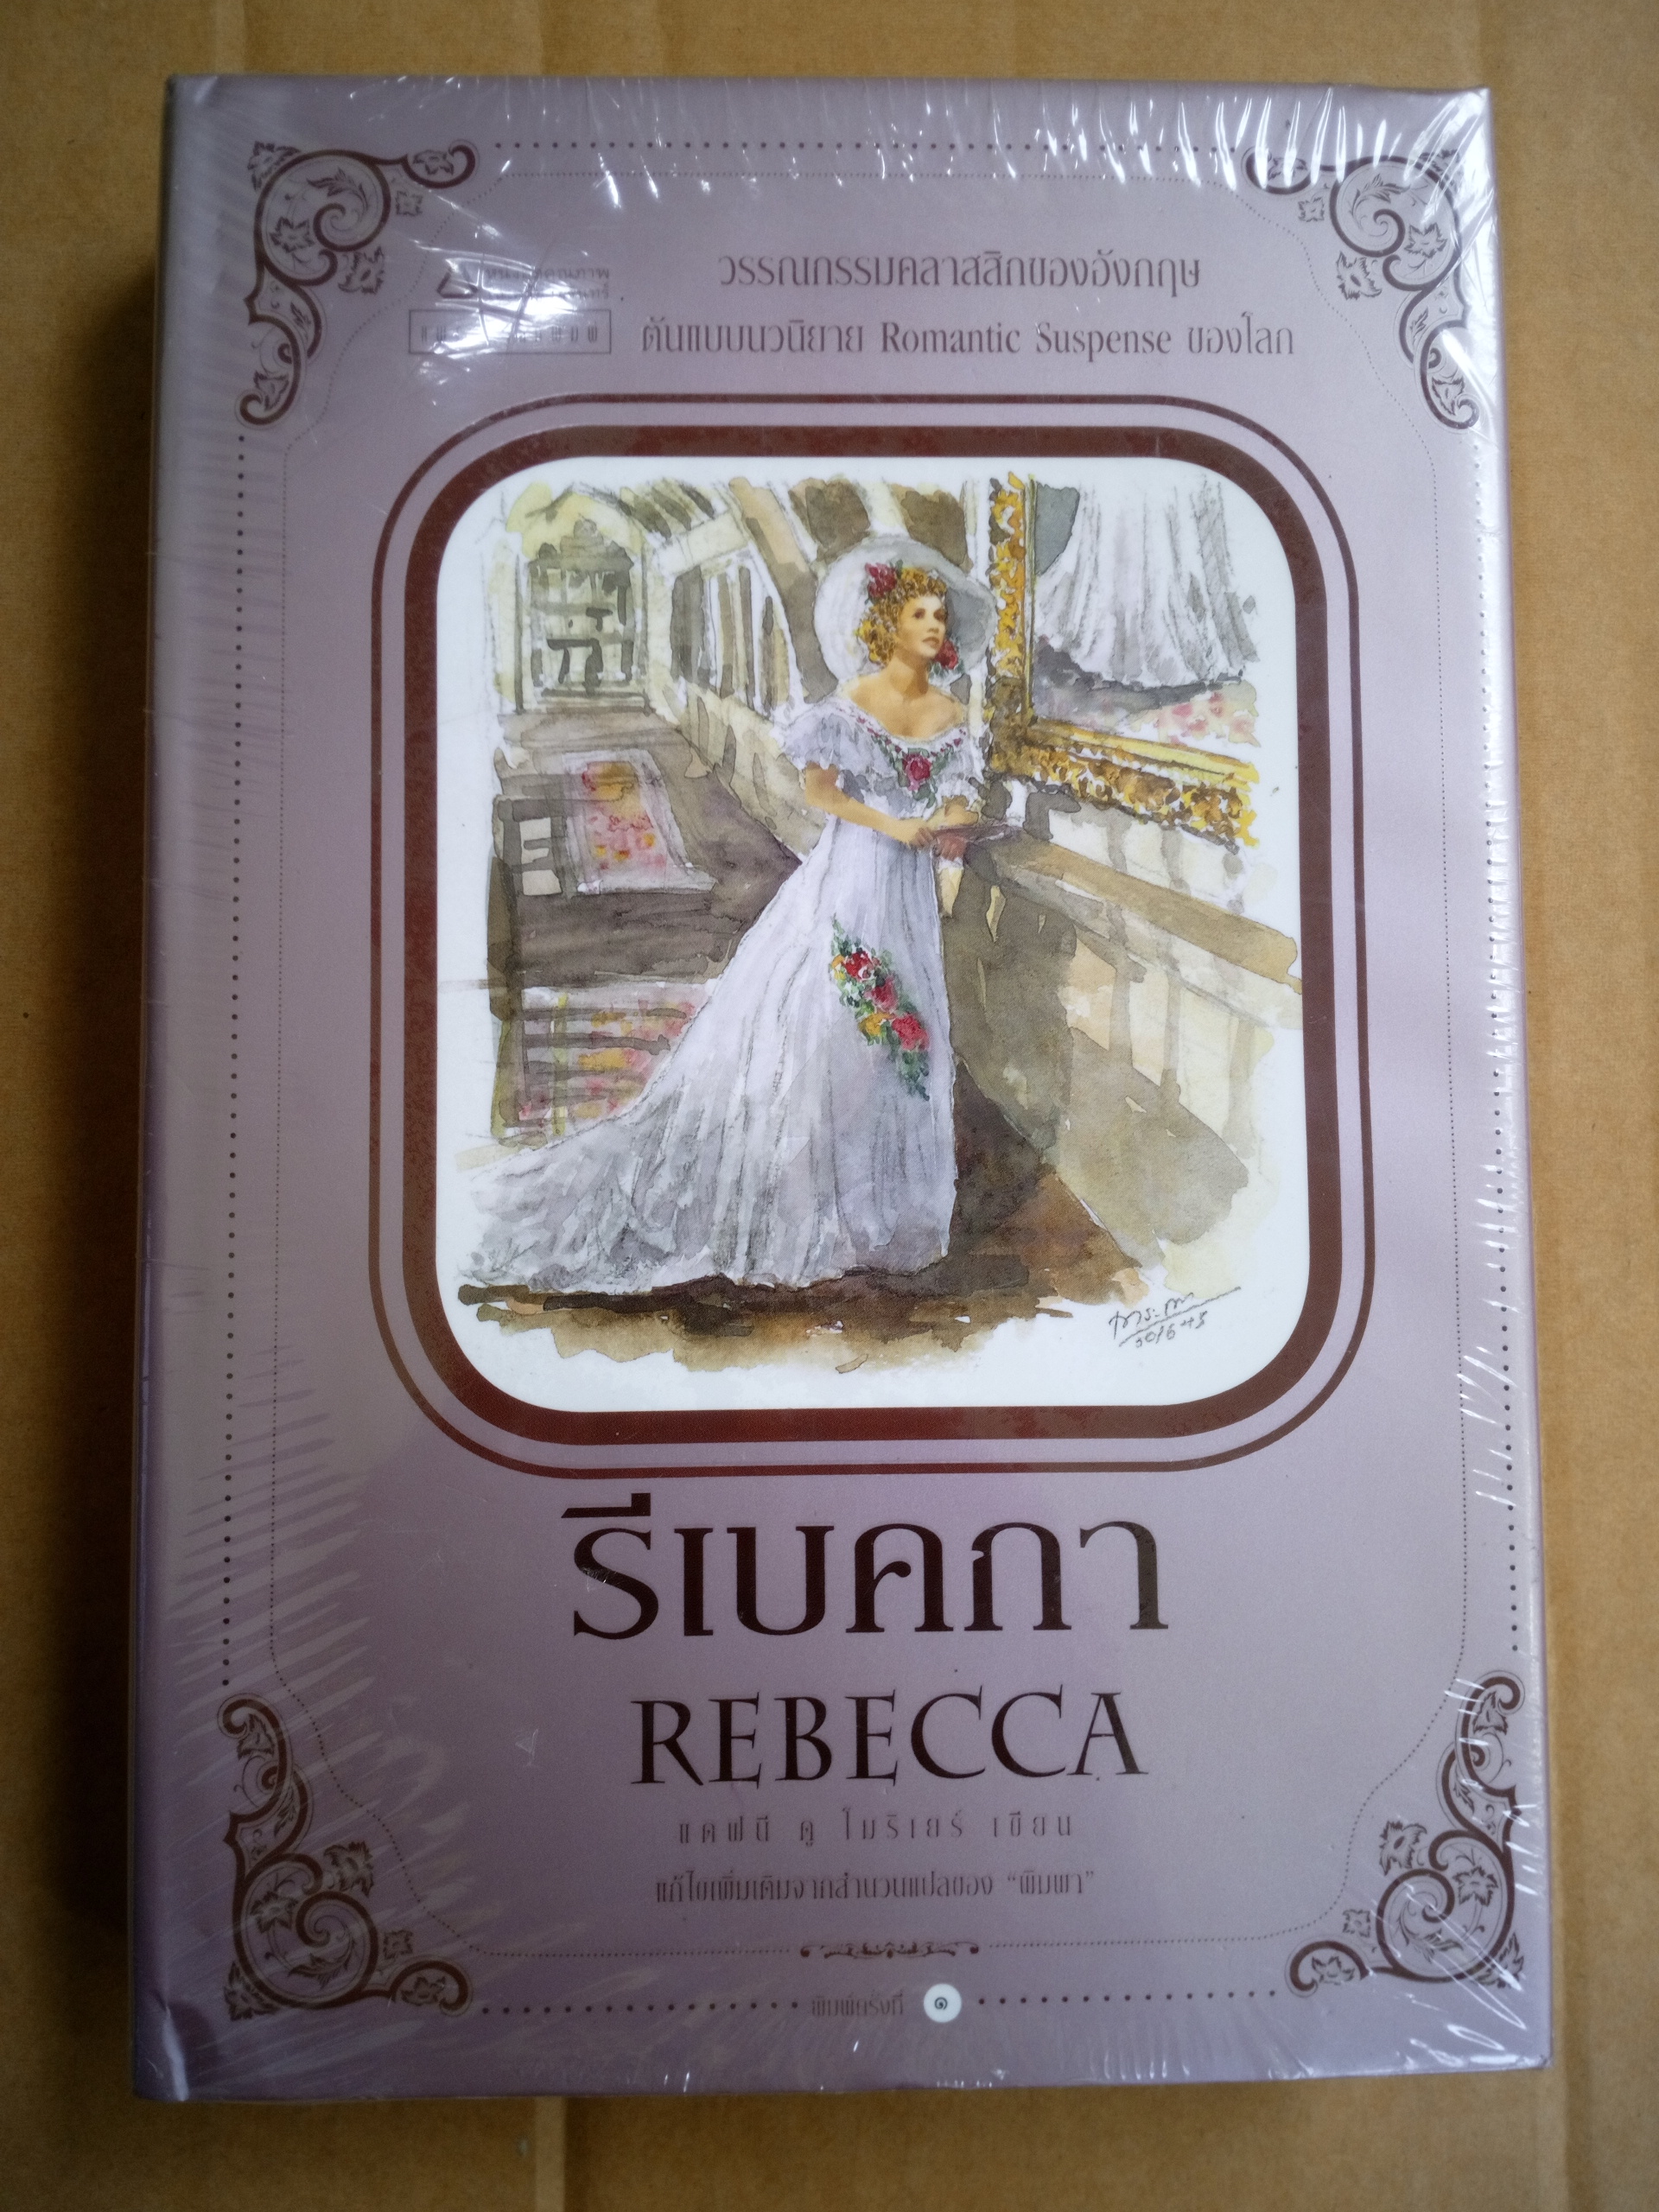 วรรณกรรมคลาสสิกของอังกฤษ
ต้นแบบนวนิยาย Romantic Suspense ของโลก
รีเบคกา
REBECCA
แดฟนี ดู โมริเยร์ เขียน
แก้ไขเพิ่มเติมจากสำนวนแปลของ "พิมพา"
พิมพ์ครั้งที่ ๑